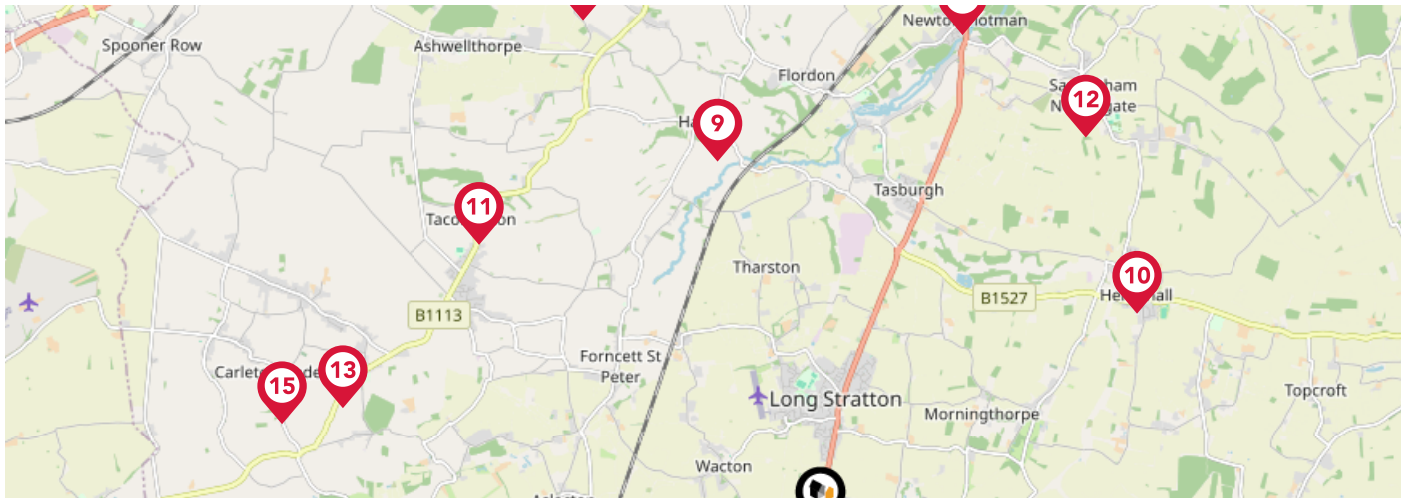 Spooner Row
Ashwellthorpe
Flordon
12
9
Tasburgh
11
Tharston
10
B1527
B1113
Forncett St
Peter
13
15
Topcroft
Long Stratton
Morningthorpe
Wacton